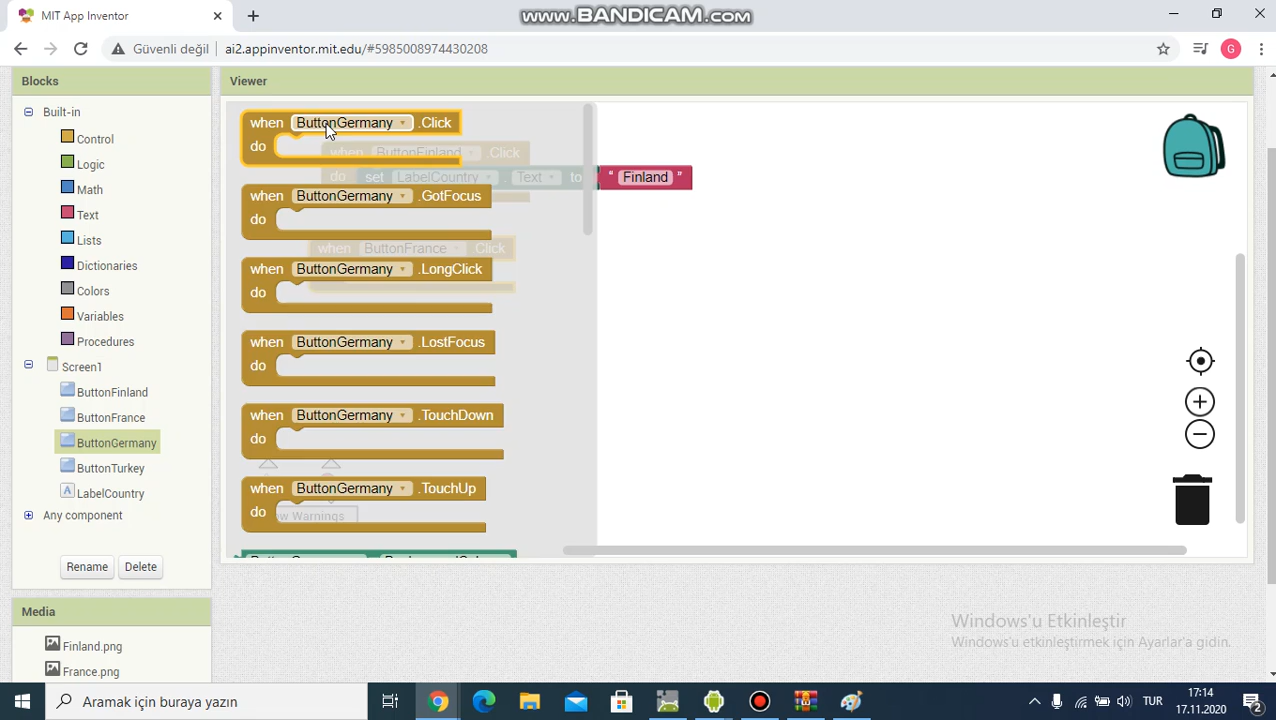 MIT App Inventor
www.BANDICAM.com
Güvenli değil
ai2.appinventor.mit.edu/#5985008974430208
G
Blocks
Viewer
Built-in
Control
Logic
Math
Text
Lists
Dictionaries
Colors
Variables
Procedures
Screen1
ButtonFinland
ButtonFrance
ButtonGermany
ButtonTurkey
LabelCountry
Any component
Rename
Delete
Media
Finland.png
France.png
when ButtonGermany .Click
do
when ButtonFinland .Click
do set LabelCountry . Text to " Finland "
when ButtonGermany .GotFocus
do
when ButtonFrance .Click
when ButtonGermany .LongClick
do
when ButtonGermany .LostFocus
do
when ButtonGermany .TouchDown
do
when ButtonGermany .TouchUp
do
Warnings
Windows'u Etkinleştir
Windows'u etkinleştirmek için Ayarlar'a gidin.
Aramak için buraya yazın
TUR
17:14
17.11.2020
2